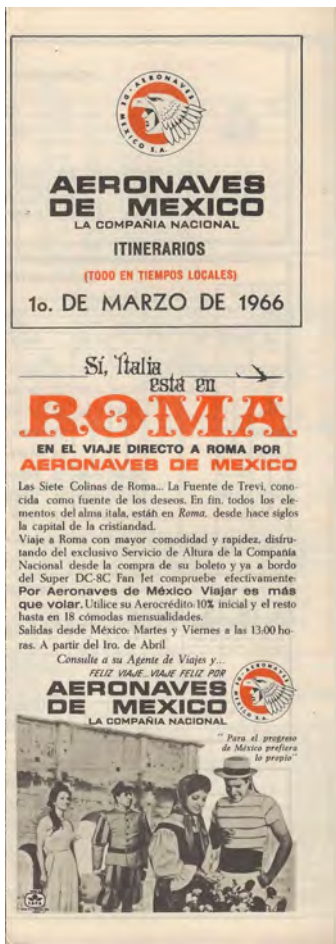 AERONAVES DE MEXICO S.A.
AERONAVES
DE MEXICO
LA COMPAÑIA NACIONAL
ITINERARIOS
(TODO EN TIEMPOS LOCALES)
1o. DE MARZO DE 1966
Sí, Italia
está en
ROMA
EN EL VIAJE DIRECTO A ROMA POR
AERONAVES DE MEXICO
Las Siete Colinas de Roma... La Fuente de Trevi, cono-
cida como fuente de los deseos. En fin, todos los ele-
mentos del alma itala, están en Roma, desde hace siglos
la capital de la cristiandad.
Viaje a Roma con mayor comodidad y rapidez, disfru-
tando del exclusivo Servicio de Altura de la Compañía
Nacional desde la compra de su boleto y ya a bordo
del Super DC-8C Fan Jet compruebe efectivamente:
Por Aeronaves de México Viajar es más
que volar. Utilice su Aerocrédito: 10% inicial y el resto
hasta en 18 cómodas mensualidades.
Salidas desde México: Martes y Viernes a las 13:00 ho-
ras. A partir del 1ro. de Abril
Consulte a su Agente de Viajes y...
FELIZ VIAJE...VIAJE FELIZ POR
AERONAVES
DE MEXICO
LA COMPAÑIA NACIONAL
AERONAVES DE MEXICO S.A.
"Para el progreso
de México prefiera
lo propio"